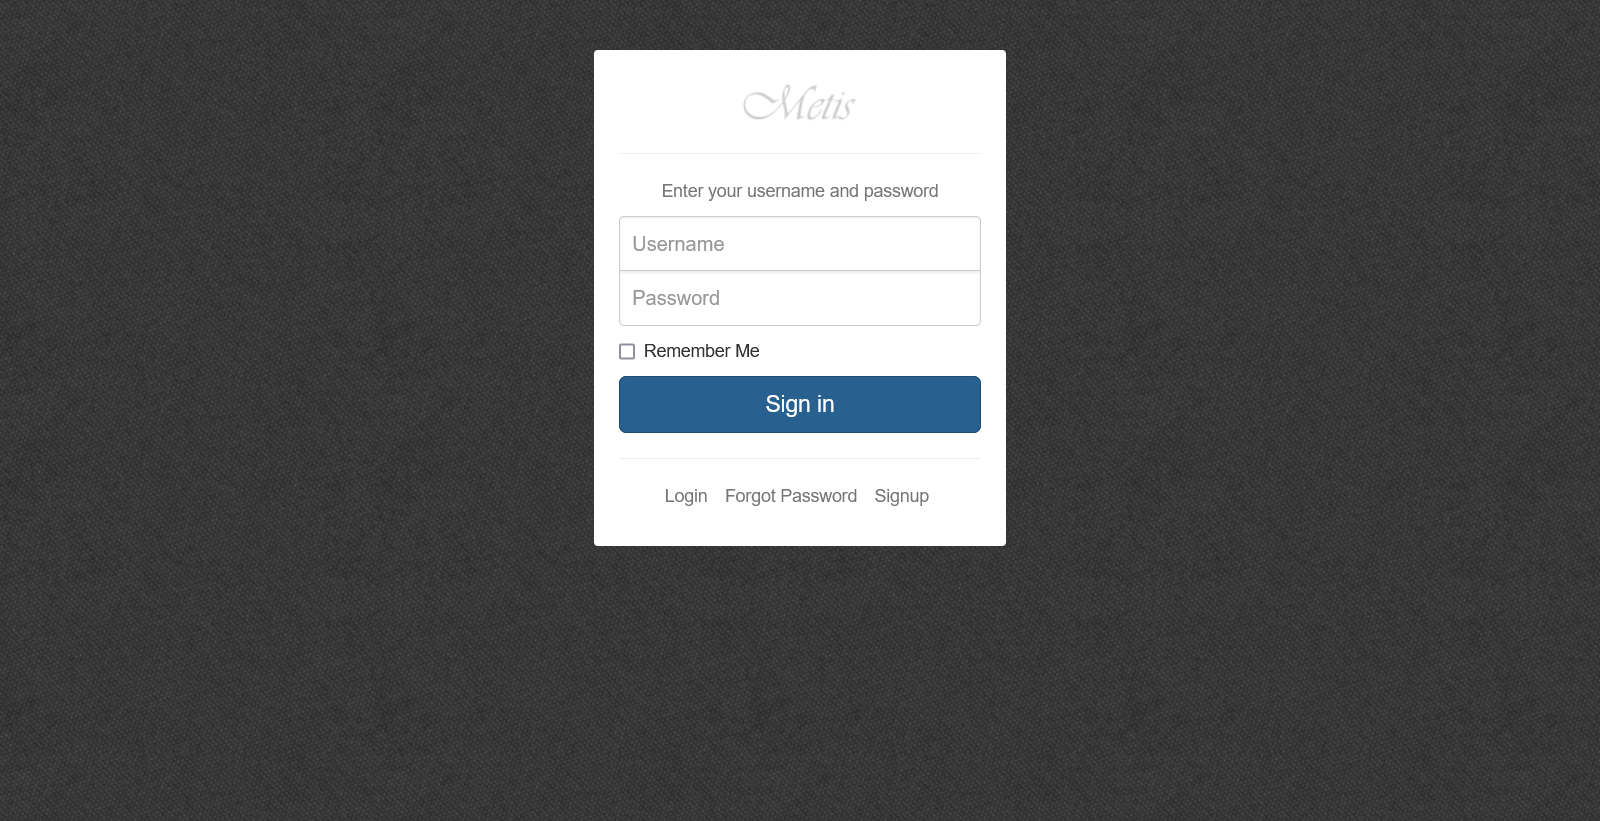 Metis
Enter your username and password
Username
Password
Remember Me
Sign in
Login Forgot Password Signup